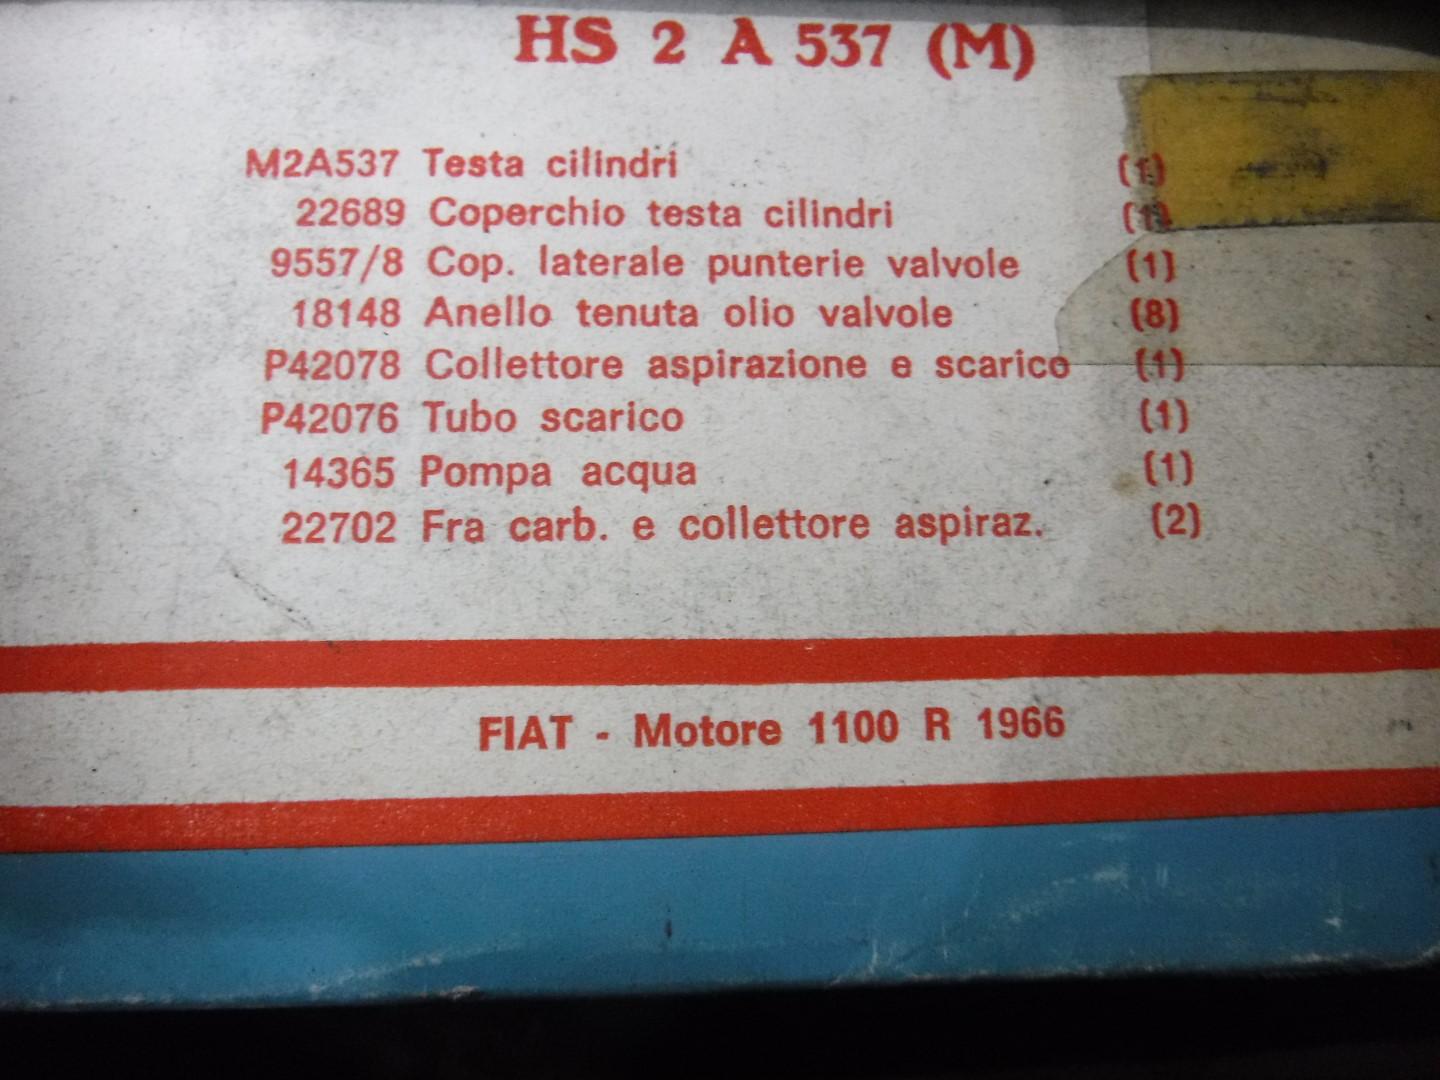 HS 2 A 537 (M)
M2A537 Testa cilindri (1)
22689 Coperchio testa cilindri (1)
9557/8 Cop. laterale punterie valvole (1)
18148 Anello tenuta olio valvole (8)
P42078 Collettore aspirazione e scarico (1)
P42076 Tubo scarico (1)
14365 Pompa acqua (1)
22702 Fra carb. e collettore aspiraz. (2)
FIAT - Motore 1100 R 1966